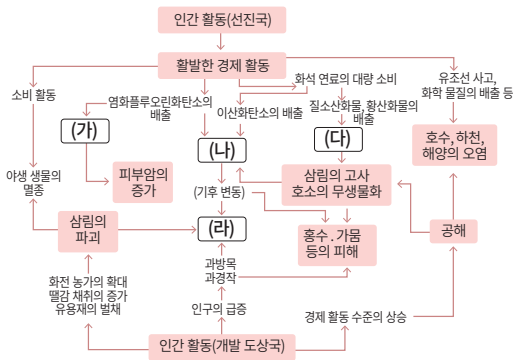 인간 활동(선진국)
활발한 경제 활동
화석 연료의 대량 소비
유조선 사고,
화학 물질의 배출 등
소비 활동
염화플루오린화탄소의
배출
이산화탄소의 배출
질소산화물, 황산화물의
배출
(가)
(나)
(다)
호수, 하천,
해양의 오염
야생 생물의
멸종
피부암의
증가
(기후 변동)
삼림의 고사
호소의 무생물화
삼림의
파괴
(라)
홍수 . 가뭄
등의 피해
공해
과방목
과경작
화전 농가의 확대
땔감 채취의 증가
유용재의 벌채
인구의 급증
경제 활동 수준의 상승
인간 활동(개발 도상국)